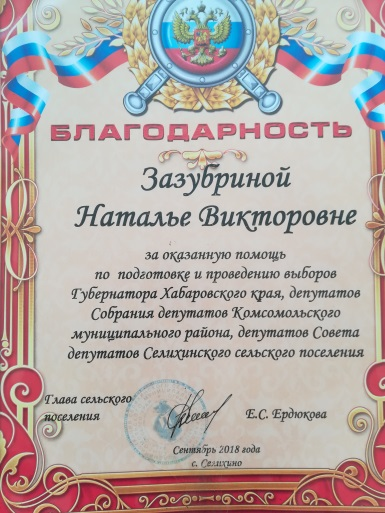 БЛАГОДАРНОСТЬ
Зазубриной
Наталье Викторовне
за оказанную помощь
по подготовке и проведению выборов
Губернатора Хабаровского края, депутатов
Собрания депутатов Комсомольского
муниципального района, депутатов Совета
депутатов Селихинского сельского поселения
Глава сельского
поселения
Е.С. Ердюкова
Сентябрь 2018 года
с. Селихино